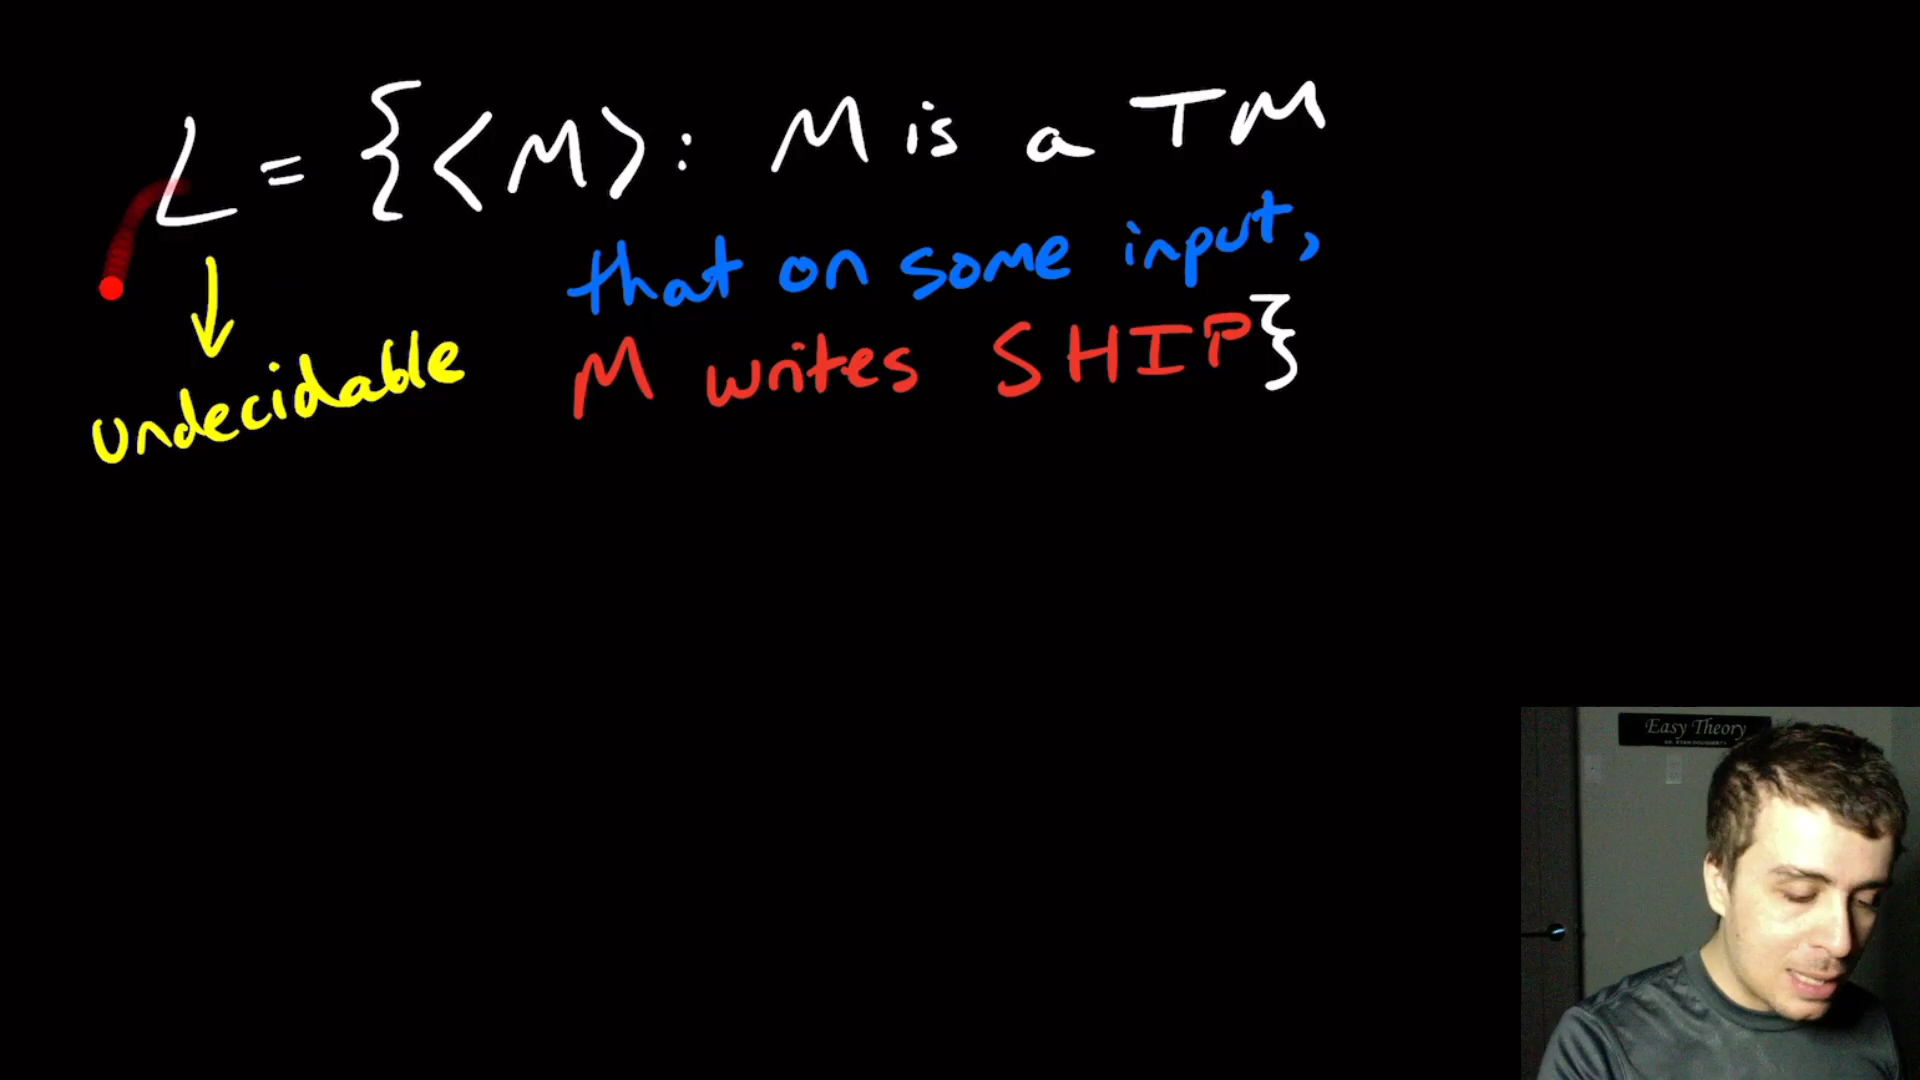 L = {<M>: M is a TM
that on some input,
M writes SHIP}
undecidable
Easy Theory